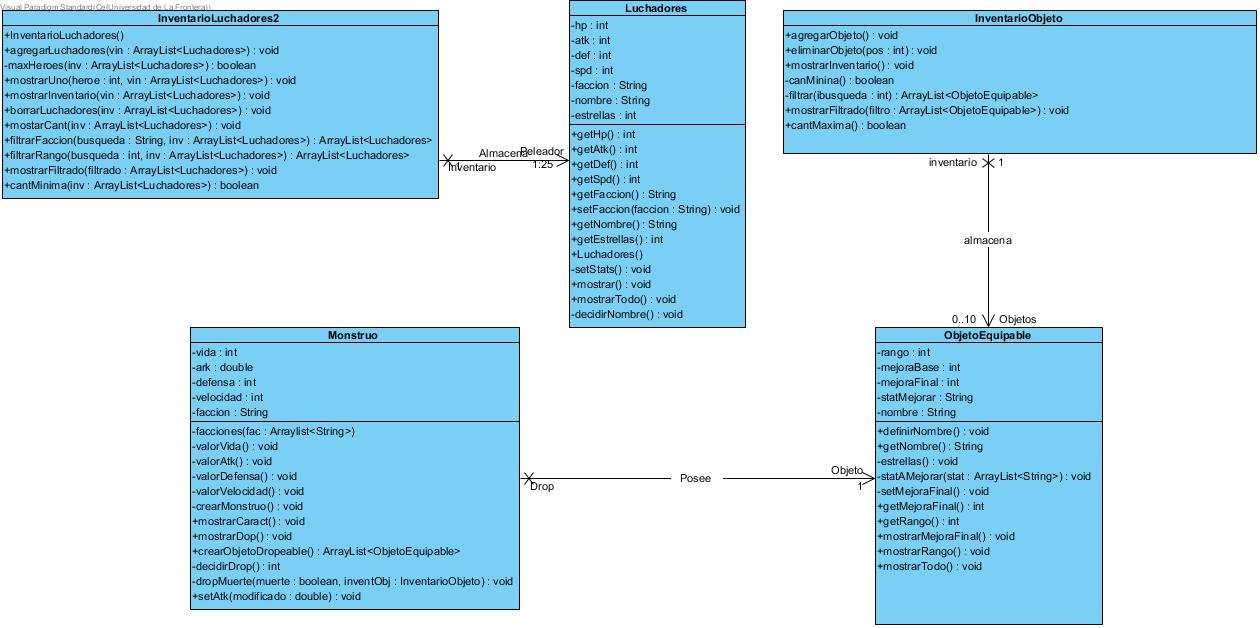 Visual Paradigm Standard(Ce(Universidad de La Frontera))
InventarioLuchadores2
+InventarioLuchadores()
+agregarLuchadores(vin : ArrayList<Luchadores>) : void
-maxHeroes(inv : ArrayList<Luchadores>) : boolean
+mostrarUno(heroe : int, vin : ArrayList<Luchadores>) : void
+mostrarInventario(vin : ArrayList<Luchadores>) : void
+borrarLuchadores(inv : ArrayList<Luchadores>) : void
+mostarCant(inv : ArrayList<Luchadores>) : void
+filtrarFaccion(busqueda : String, inv : ArrayList<Luchadores>) : ArrayList<Luchadores>
+filtrarRango(busqueda : int, inv : ArrayList<Luchadores>) : ArrayList<Luchadores>
+mostrarFiltrado(filtrado : ArrayList<Luchadores>) : void
+cantMinima(inv : ArrayList<Luchadores>) : boolean
Almacena
Peleador
1
Inventario
1:25
Luchadores
-hp : int
-atk : int
-def : int
-spd : int
-faccion : String
-nombre : String
-estrellas : int
+getHp() : int
+getAtk() : int
+getDef() : int
+getSpd() : int
+getFaccion() : String
+setFaccion(faccion : String) : void
+getNombre() : String
+getEstrellas() : int
+Luchadores()
-setStats() : void
+mostrar() : void
+mostrarTodo() : void
-decidirNombre() : void
InventarioObjeto
+agregarObjeto() : void
+eliminarObjeto(pos : int) : void
+mostrarInventario() : void
-canMinina() : boolean
-filtrar(ibusqueda : int) : ArrayList<ObjetoEquipable>
+mostrarFiltrado(filtro : ArrayList<ObjetoEquipable>) : void
+cantMaxima() : boolean
inventario 1
almacena
0..10 Objetos
Monstruo
-vida : int
-ark : double
-defensa : int
-velocidad : int
-faccion : String
-facciones(fac : Arraylist<String>)
-valorVida() : void
-valorAtk() : void
-valorDefensa() : void
-valorVelocidad() : void
-crearMonstruo() : void
+mostrarCaract() : void
+mostrarDop() : void
+crearObjetoDropeable() : ArrayList<ObjetoEquipable>
-decidirDrop() : int
-dropMuerte(muerte : boolean, inventObj : InventarioObjeto) : void
+setAtk(modificado : double) : void
Drop
Posee
Objeto
1
ObjetoEquipable
-rango : int
-mejoraBase : int
-mejoraFinal : int
-statMejorar : String
-nombre : String
+definirNombre() : void
+getNombre() : String
-estrellas() : void
-statAMejorar(stat : ArrayList<String>) : void
-setMejoraFinal() : void
+getMejoraFinal() : int
+getRango() : int
+mostrarMejoraFinal() : void
+mostrarRango() : void
+mostrarTodo() : void